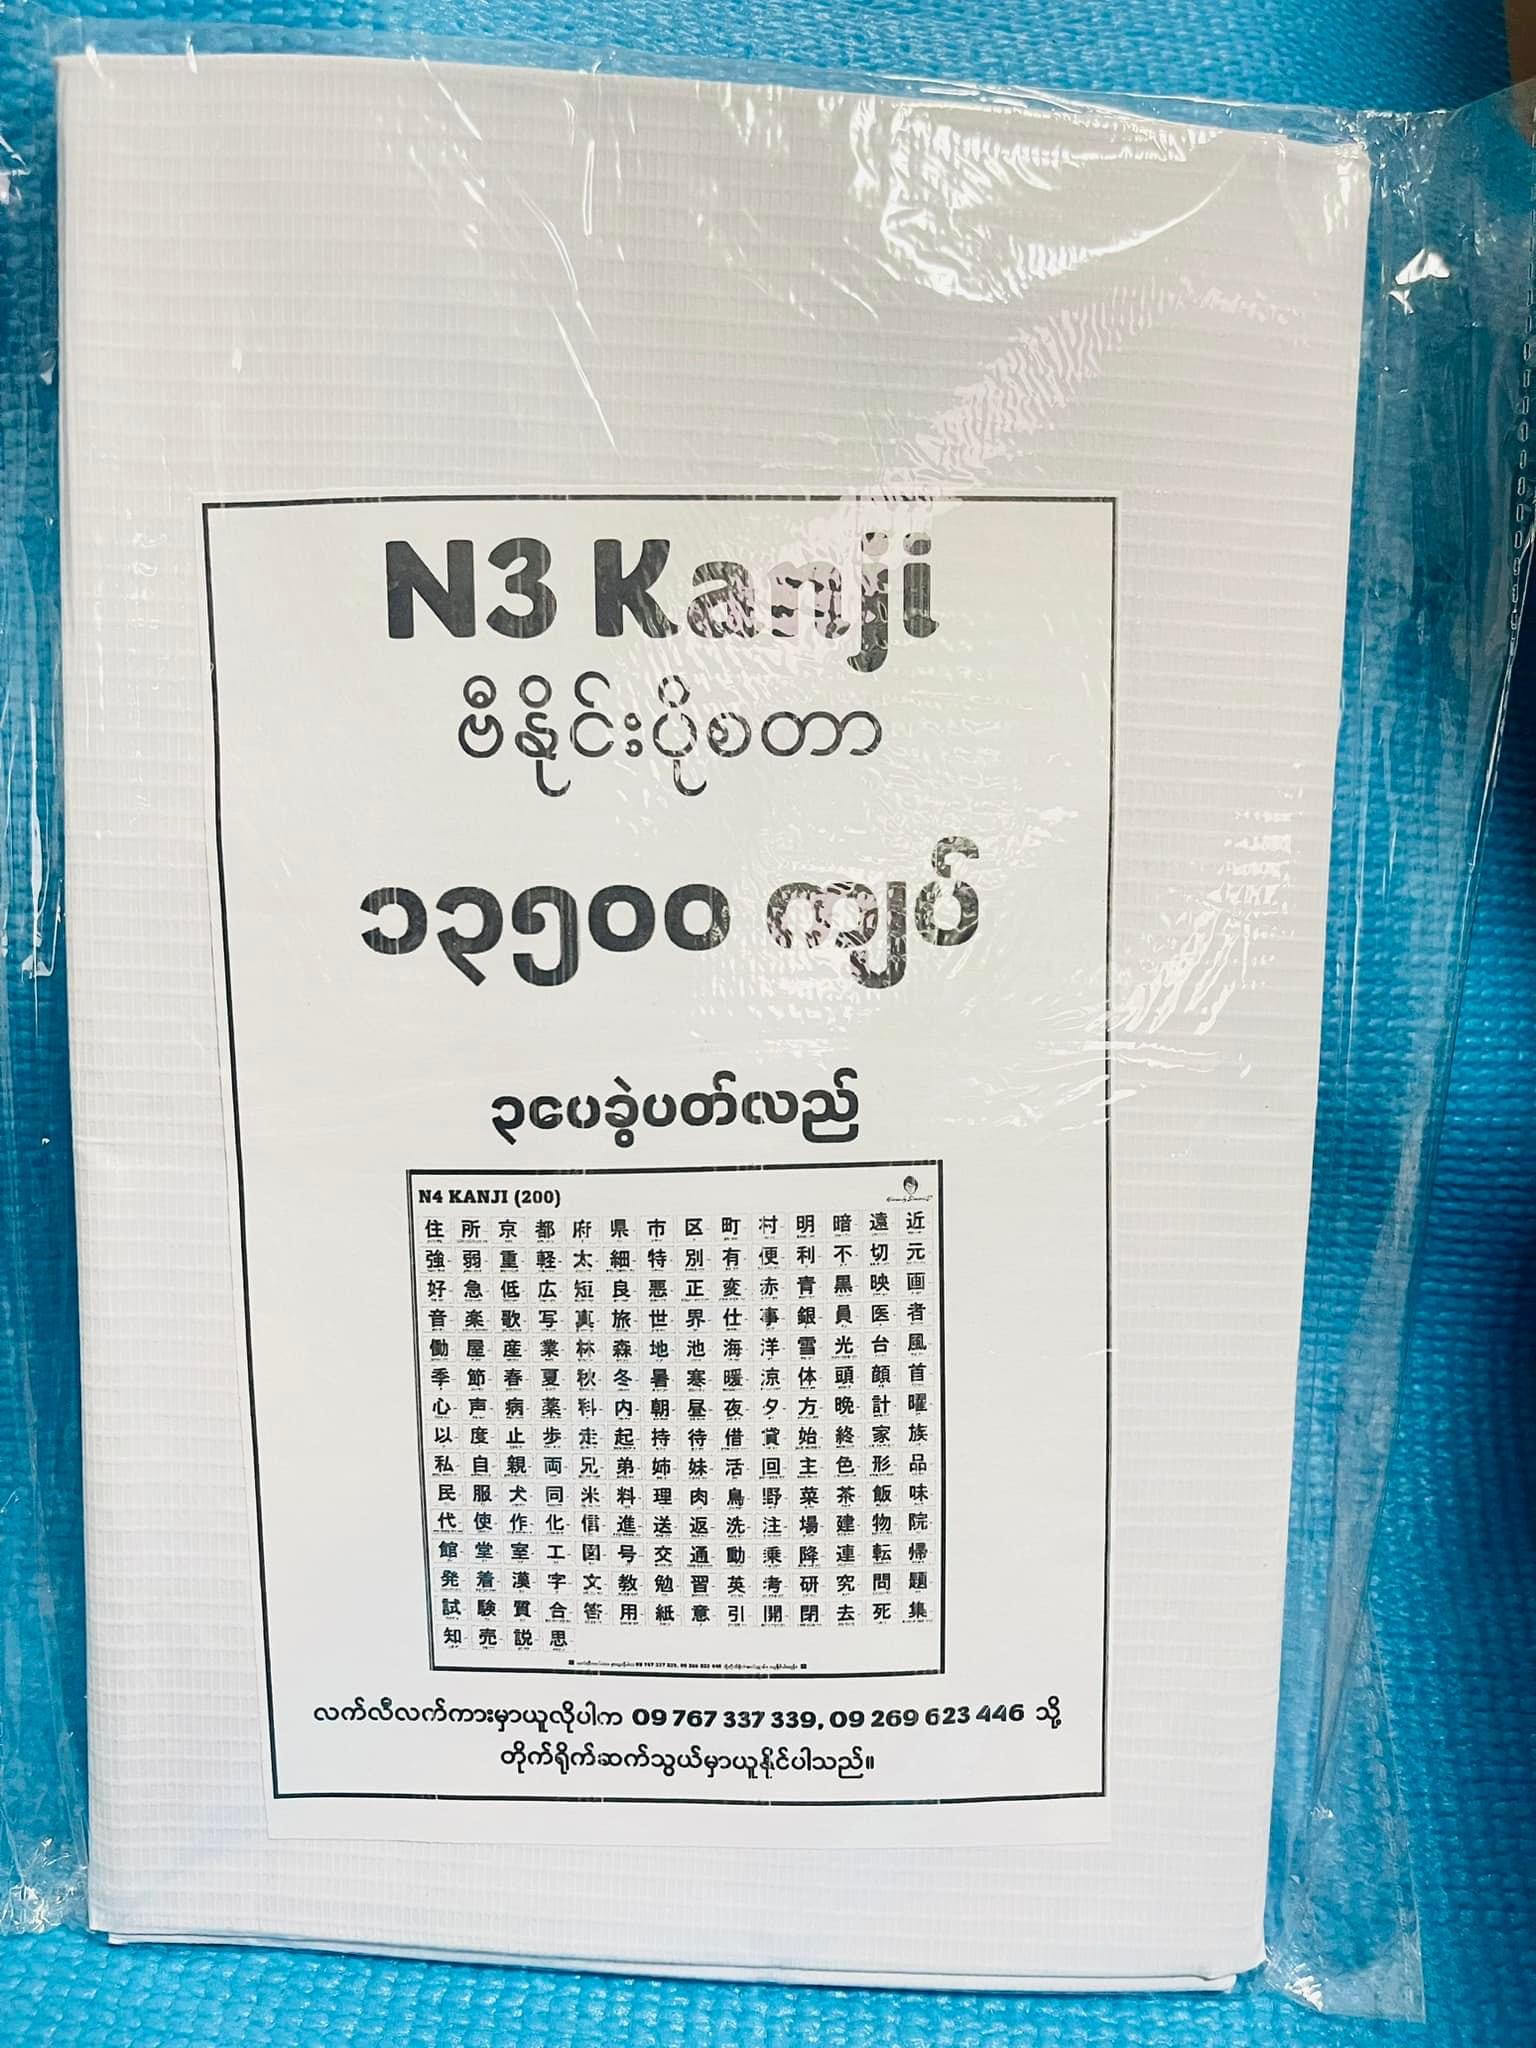 N3 Kanji
ဗီနိုင်းပိုစတာ
၁၃၅၀၀ ကျပ်
၃ပေခွဲပတ်လည်
N4 KANJI (200)
住 所 京 都 府 県 市 区 町 村 明 暗 遠 近
強 弱 重 軽 太 細 特 別 有 便 利 不 切 元
好 急 低 広 短 良 悪 正 変 赤 青 黒 映 画
音 楽 歌 写 真 旅 世 界 仕 事 銀 員 医 者
働 屋 産 業 林 森 地 池 海 洋 雪 光 台 風
季 節 春 夏 秋 冬 暑 寒 暖 涼 体 頭 顔 首
心 声 病 薬 科 内 朝 昼 夜 夕 方 晩 計 曜
以 度 止 歩 走 起 持 待 借 貸 始 終 家 族
私 自 親 両 兄 弟 姉 妹 活 回 主 色 形 品
民 服 犬 同 米 料 理 肉 鳥 野 菜 茶 飯 味
代 使 作 化 信 進 送 返 洗 注 場 建 物 院
館 堂 室 工 図 号 交 通 動 乗 降 連 転 帰
発 着 漢 字 文 教 勉 習 英 考 研 究 問 題
試 験 質 合 答 用 紙 意 引 開 閉 去 死 集
知 売 説 思
လက်လီလက်ကားမှာယူလိုပါက 09 767 337 339, 09 269 623 446 သို့
တိုက်ရိုက်ဆက်သွယ်မှာယူနိုင်ပါသည်။